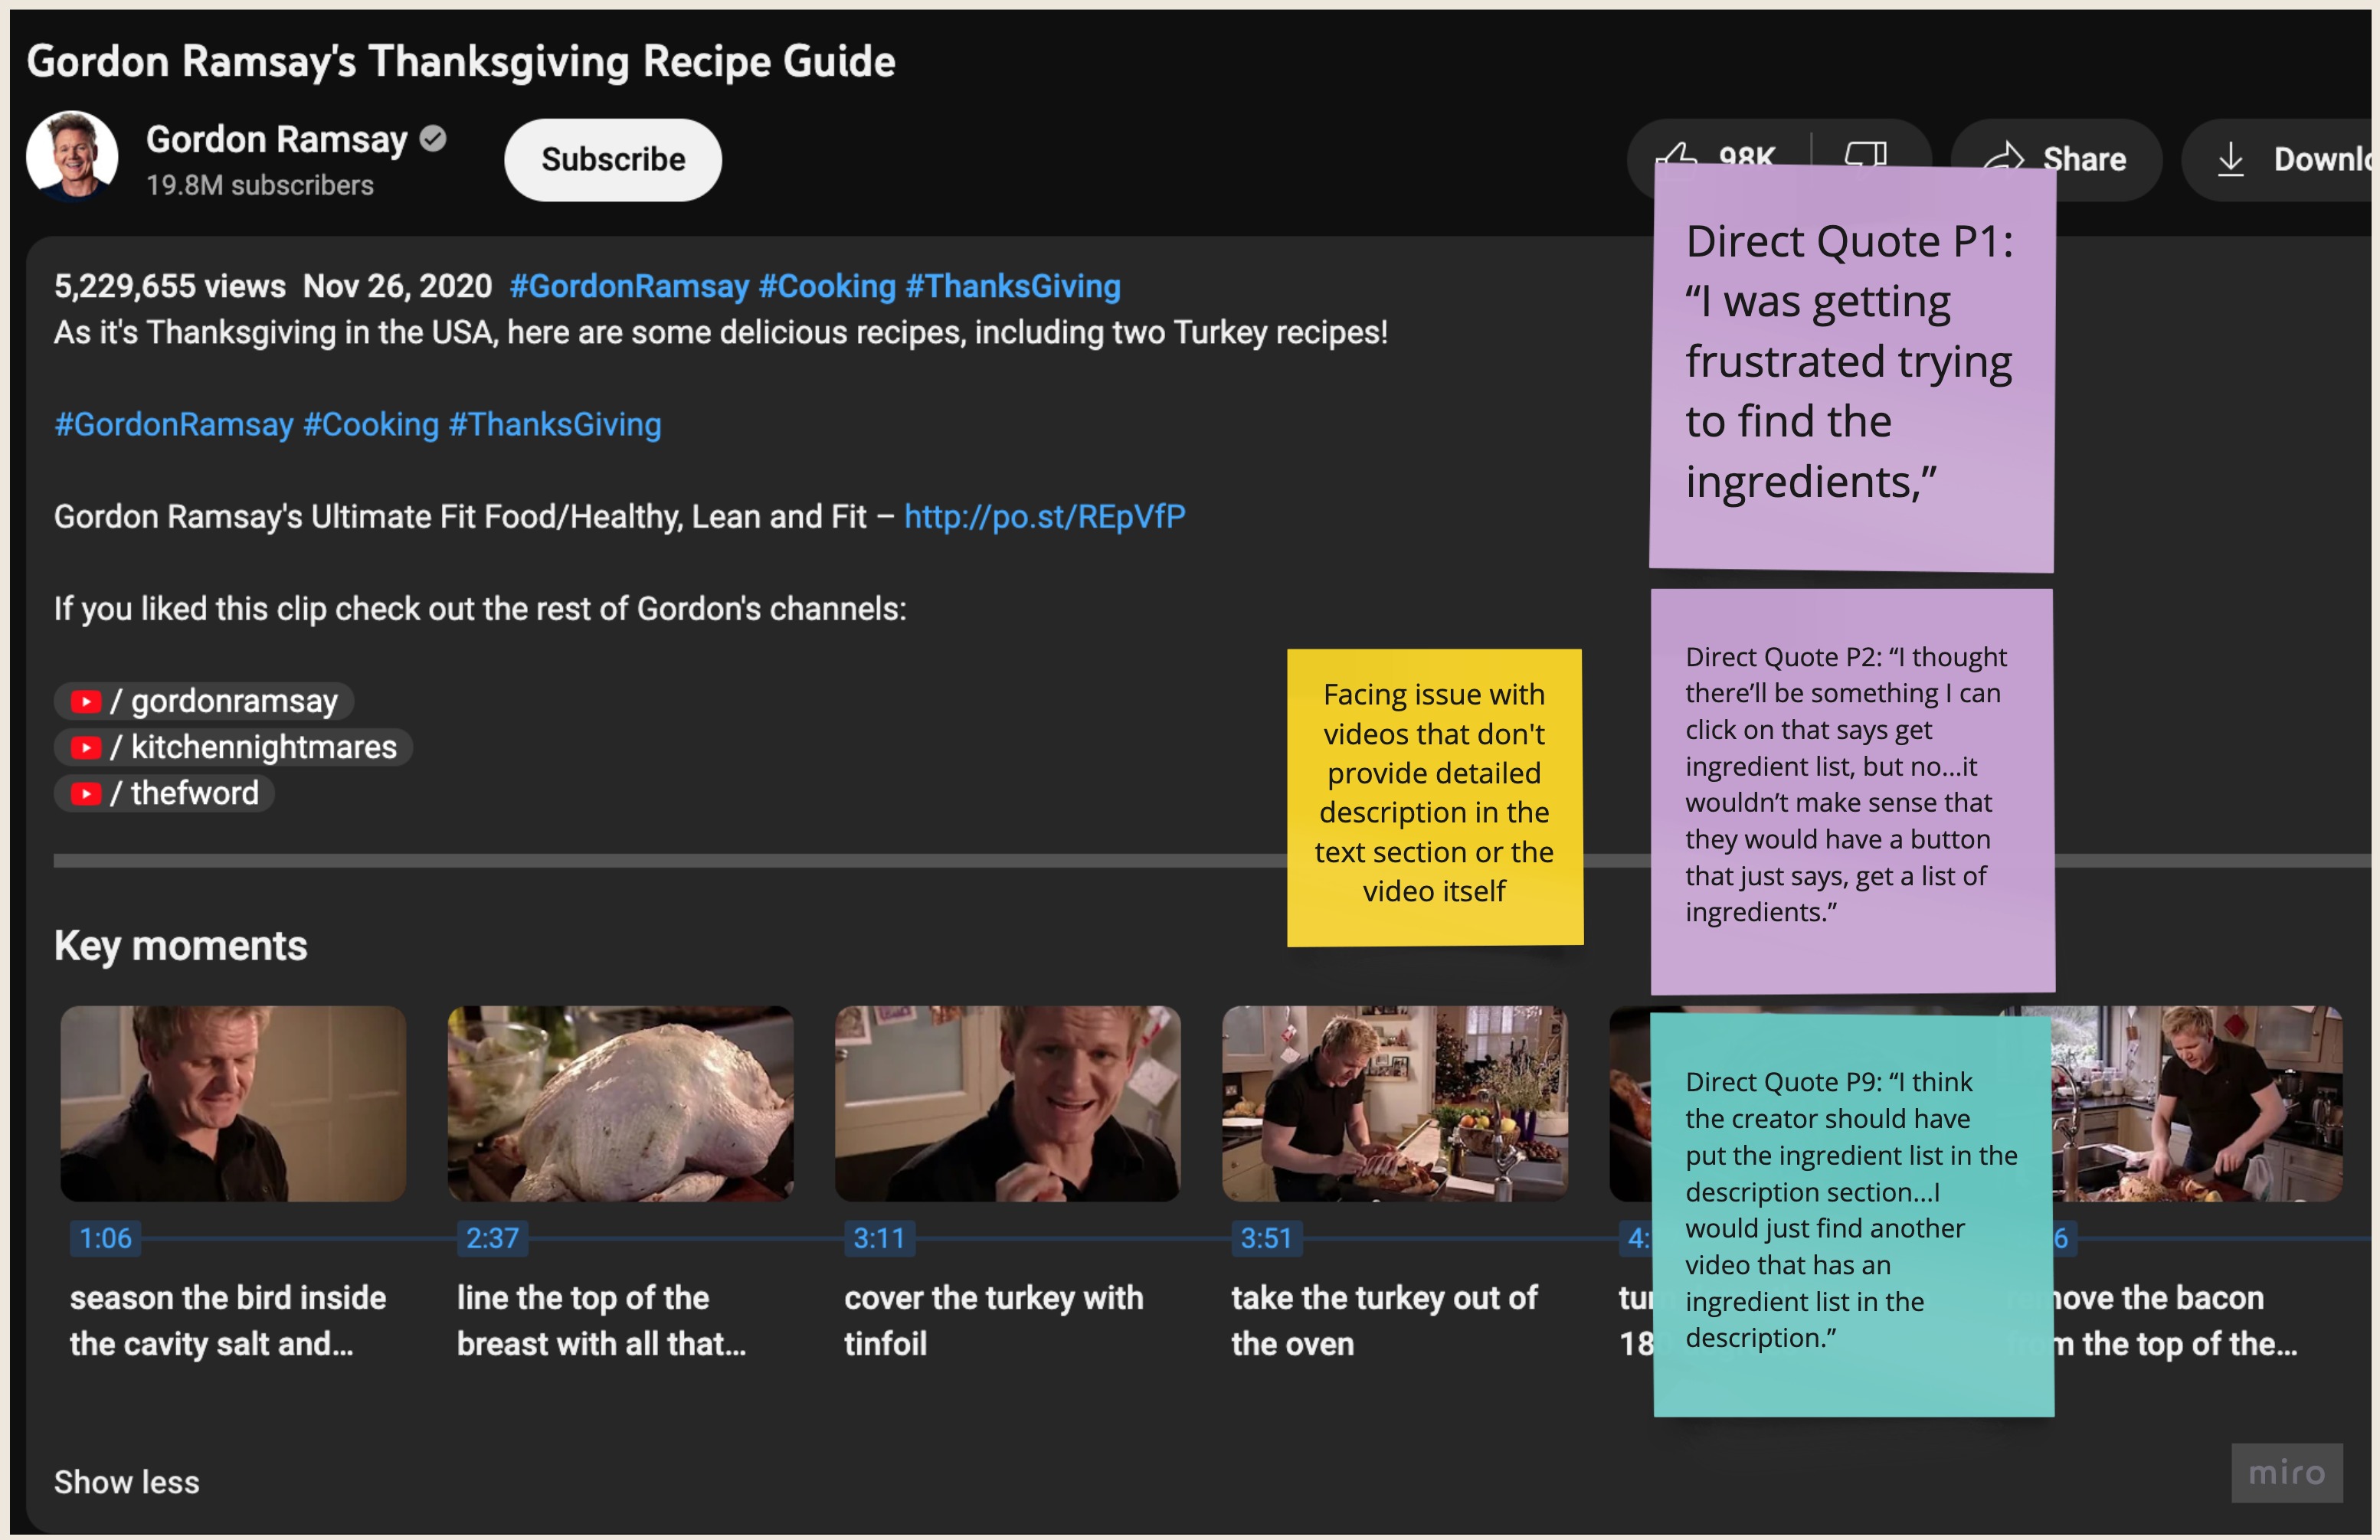 Gordon Ramsay's Thanksgiving Recipe Guide
Gordon Ramsay
19.8M subscribers
Subscribe
98K
Share
Downlo
5,229,655 views Nov 26, 2020 #GordonRamsay #Cooking #ThanksGiving
As it's Thanksgiving in the USA, here are some delicious recipes, including two Turkey recipes!
#GordonRamsay #Cooking #ThanksGiving
Gordon Ramsay's Ultimate Fit Food/Healthy, Lean and Fit – http://po.st/REpVfP
If you liked this clip check out the rest of Gordon's channels:
/ gordonramsay
/ kitchennightmares
/ thefword
Facing issue with
videos that don't
provide detailed
description in the
text section or the
video itself
Direct Quote P1:
“I was getting
frustrated trying
to find the
ingredients,”
Direct Quote P2: “I thought
there’ll be something I can
click on that says get
ingredient list, but no...it
wouldn’t make sense that
they would have a button
that just says, get a list of
ingredients.”
Direct Quote P9: “I think
the creator should have
put the ingredient list in the
description section...I
would just find another
video that has an
ingredient list in the
description.”
Key moments
1:06
season the bird inside
the cavity salt and...
2:37
line the top of the
breast with all that...
3:11
cover the turkey with
tinfoil
3:51
take the turkey out of
the oven
4:
18
6
remove the bacon
from the top of the...
Show less
miro